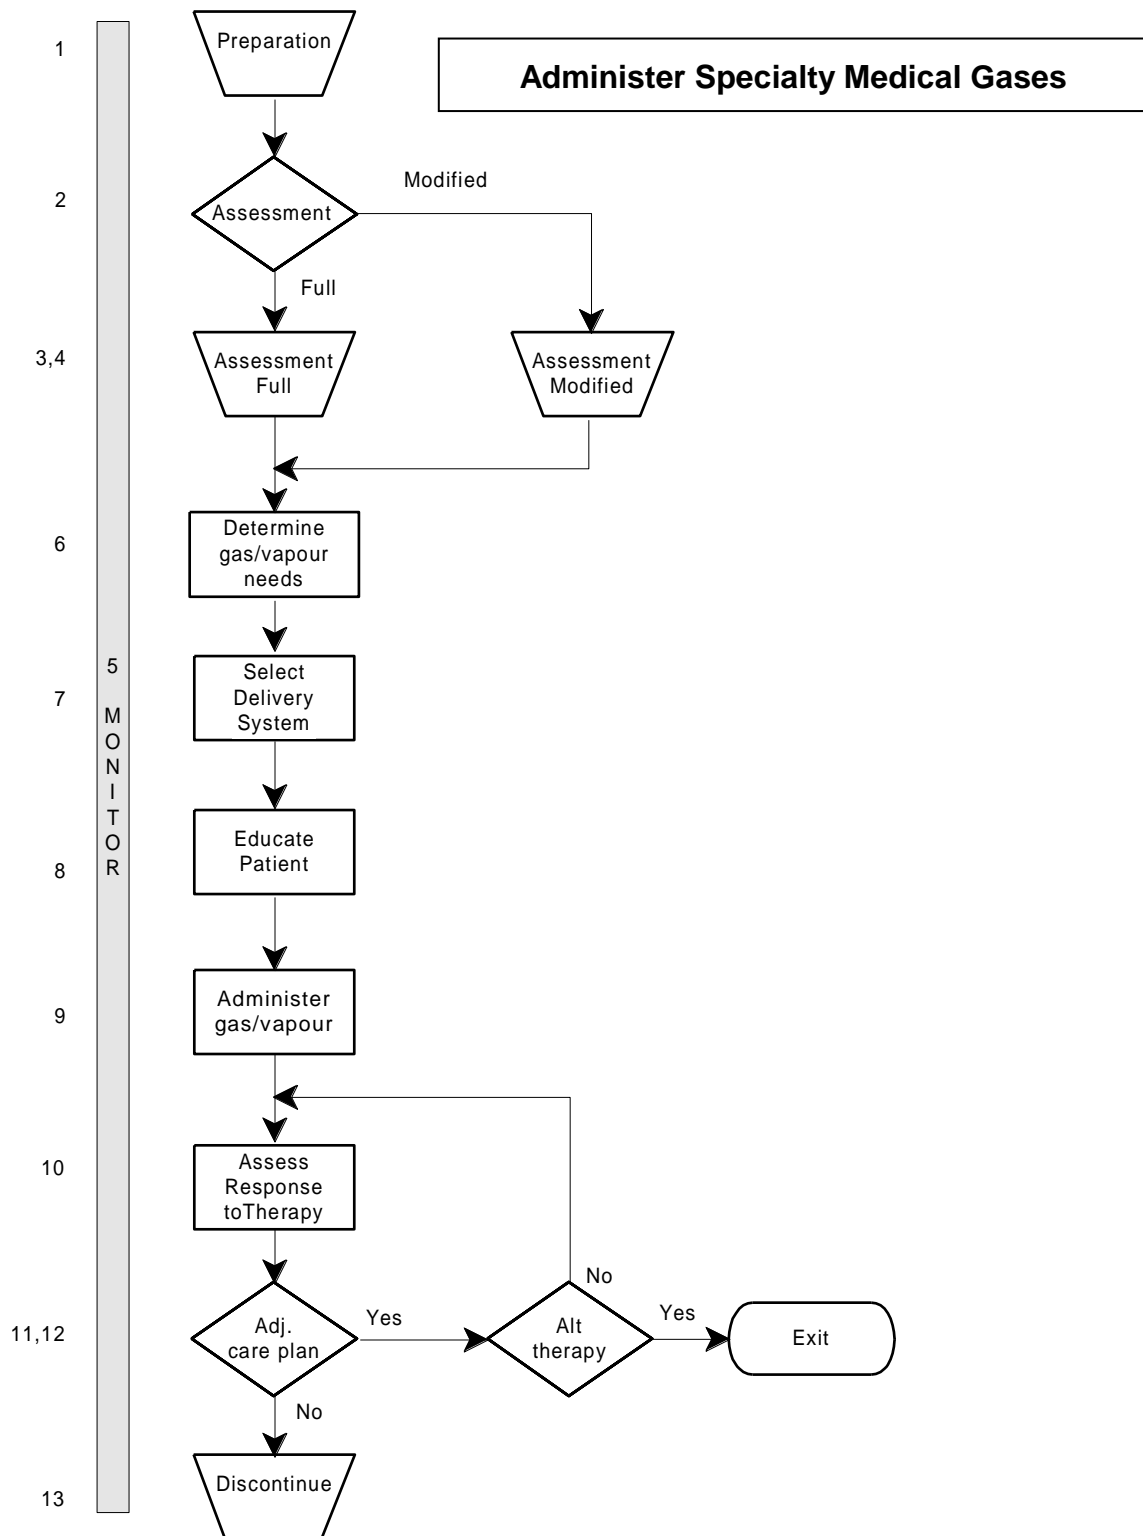 1
Preparation
Administer Specialty Medical Gases
Modified
2
Assessment
Full
3,4
Assessment
Full
Assessment
Modified
6
Determine
gas/vapour
needs
5
M
O
N
I
T
O
R
7
Select
Delivery
System
8
Educate
Patient
9
Administer
gas/vapour
10
Assess
Response
toTherapy
No
11,12
Adj.
care plan
Yes
Alt
therapy
Yes
Exit
No
Discontinue
13